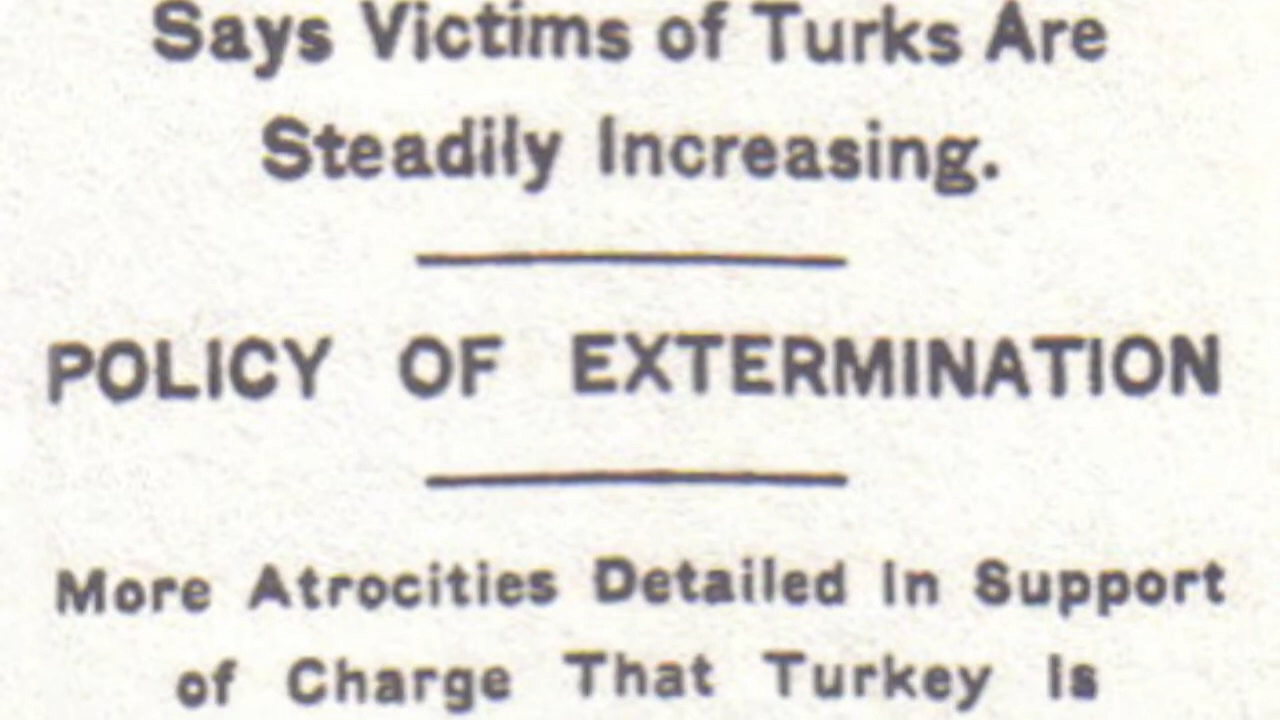 Says Victims of Turks Are
Steadily Increasing.
POLICY OF EXTERMINATION
More Atrocities Detailed in Support
of Charge That Turkey Is